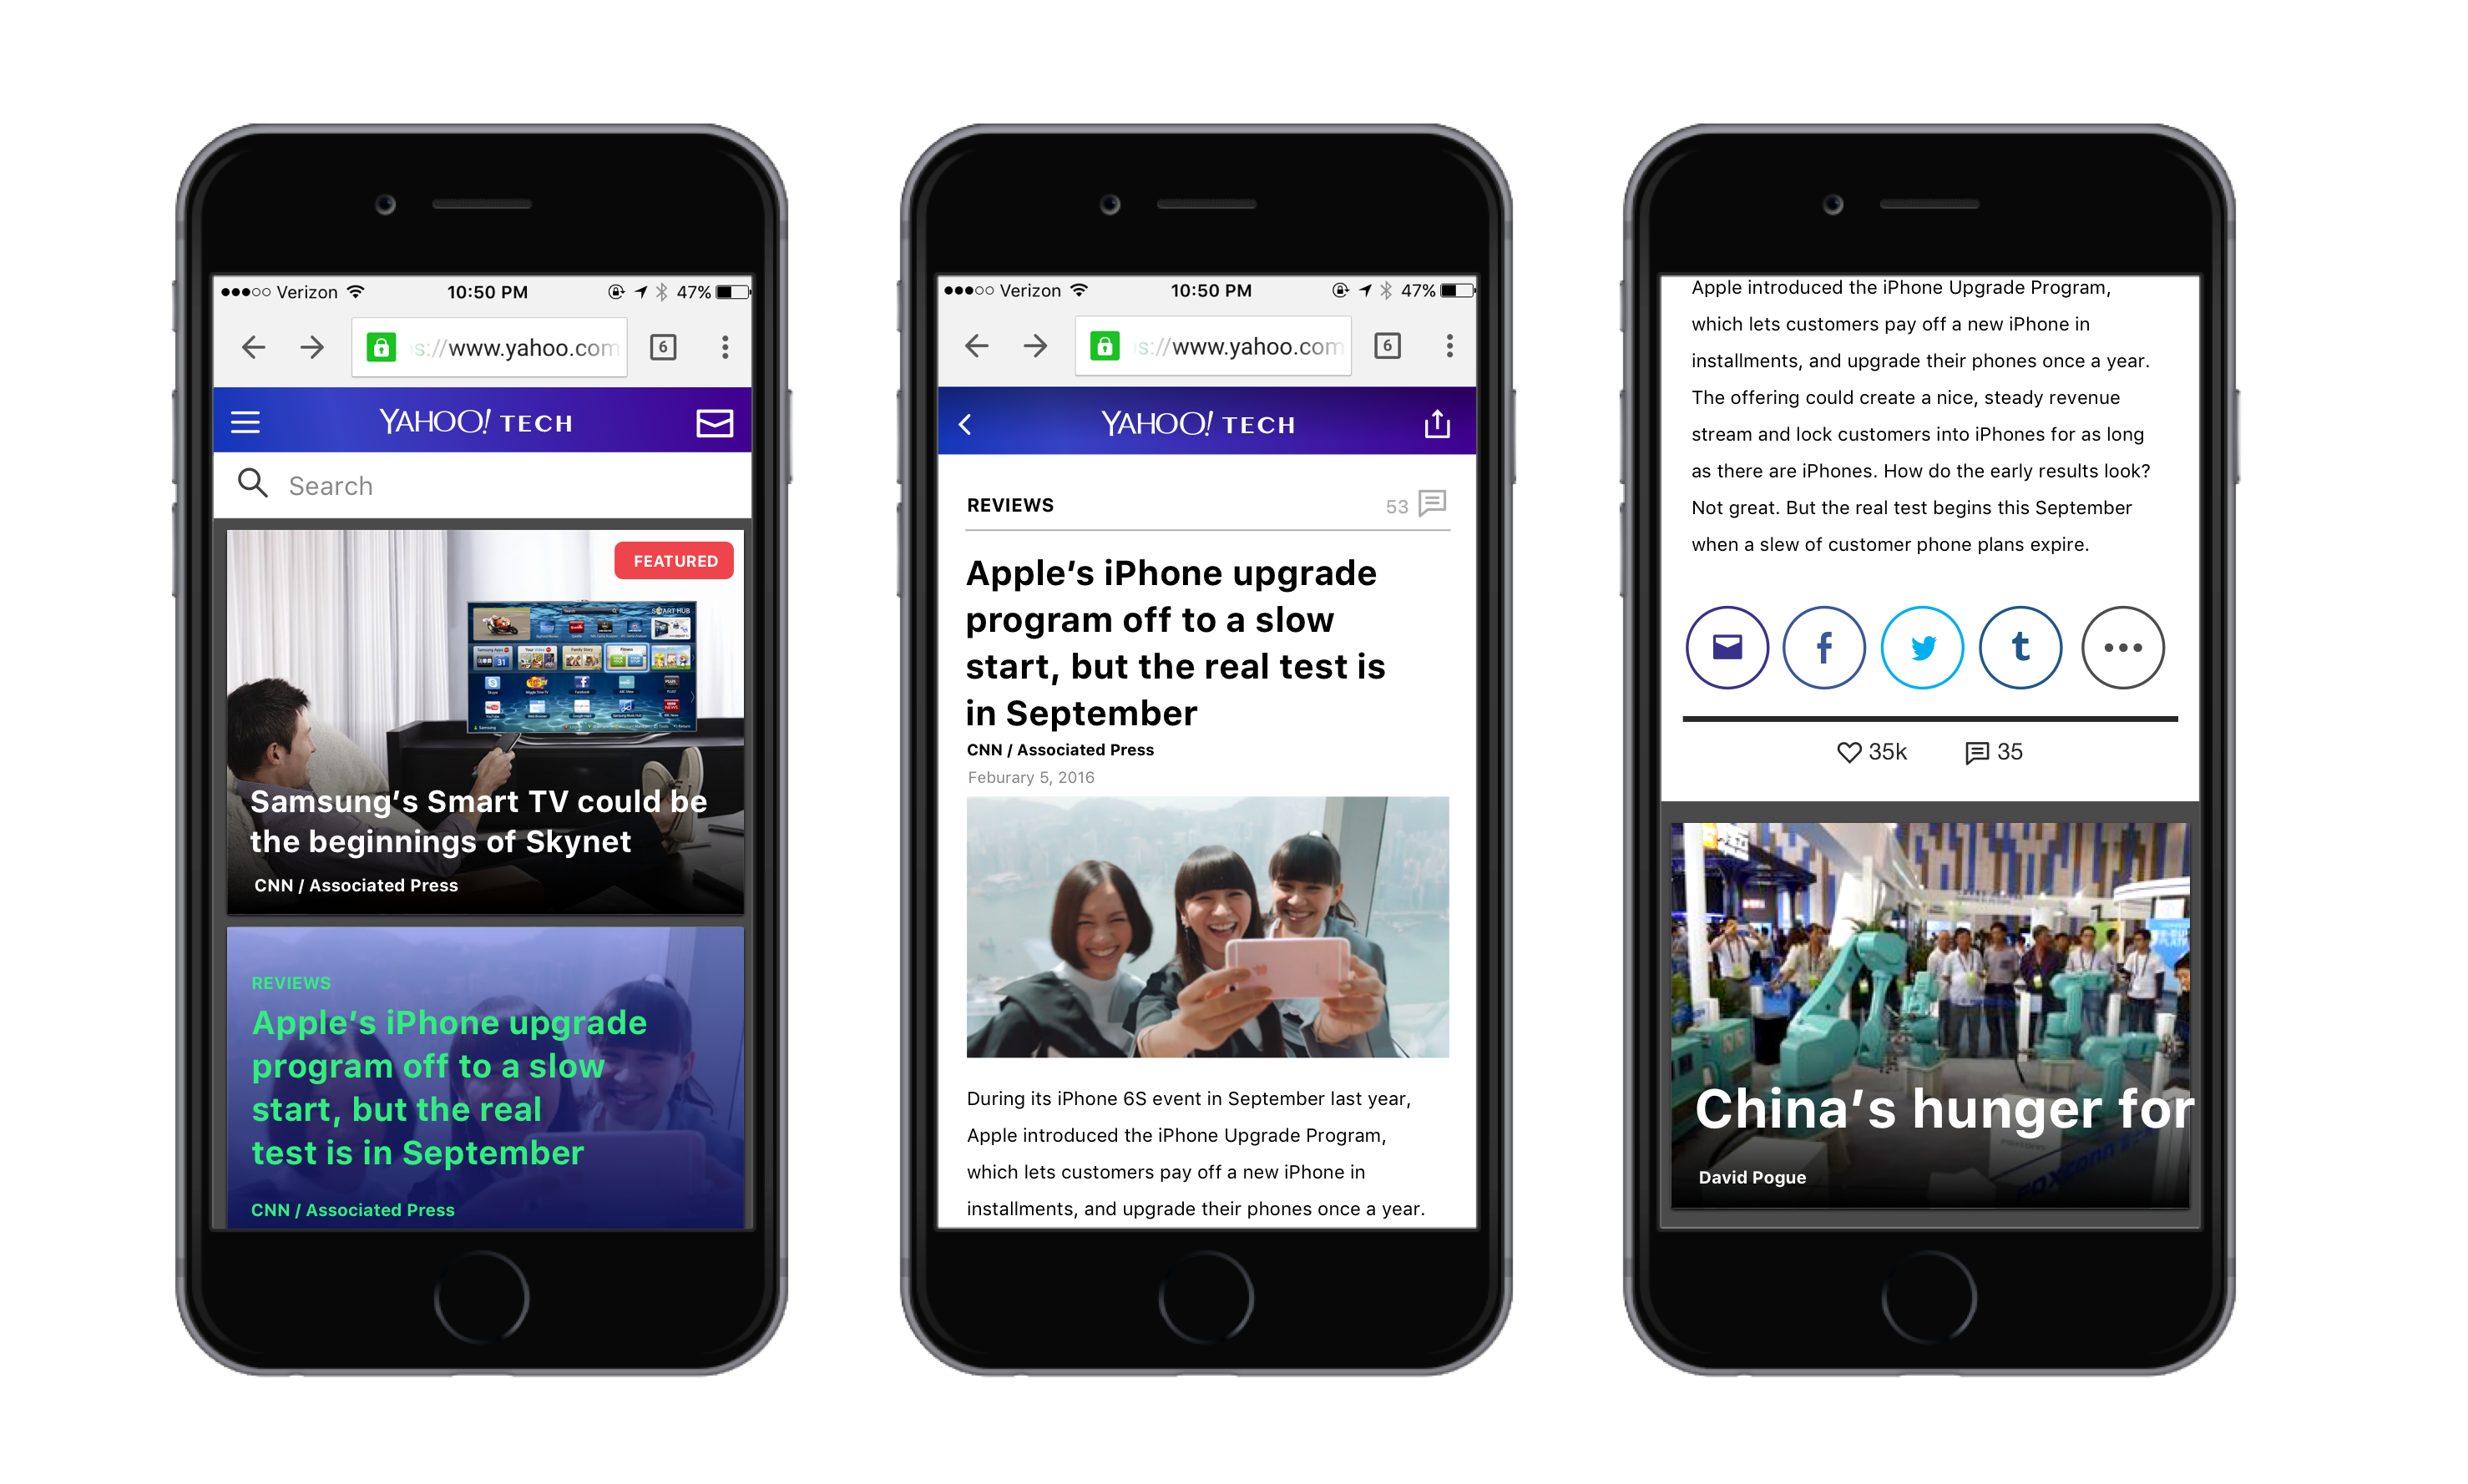 Verizon 10:50 PM 47%
s://www.yahoo.com 6
YAHOO! TECH
Search
FEATURED
SMART HUB
Samsung’s Smart TV could be
the beginnings of Skynet
CNN / Associated Press
REVIEWS
Apple’s iPhone upgrade
program off to a slow
start, but the real
test is in September
CNN / Associated Press
Verizon 10:50 PM 47%
s://www.yahoo.com 6
YAHOO! TECH
REVIEWS 53
Apple’s iPhone upgrade
program off to a slow
start, but the real test is
in September
CNN / Associated Press
Feburary 5, 2016
During its iPhone 6S event in September last year,
Apple introduced the iPhone Upgrade Program,
which lets customers pay off a new iPhone in
installments, and upgrade their phones once a year.
Apple introduced the iPhone Upgrade Program,
which lets customers pay off a new iPhone in
installments, and upgrade their phones once a year.
The offering could create a nice, steady revenue
stream and lock customers into iPhones for as long
as there are iPhones. How do the early results look?
Not great. But the real test begins this September
when a slew of customer phone plans expire.
f t
35k 35
China’s hunger for
FOXCONN
David Pogue